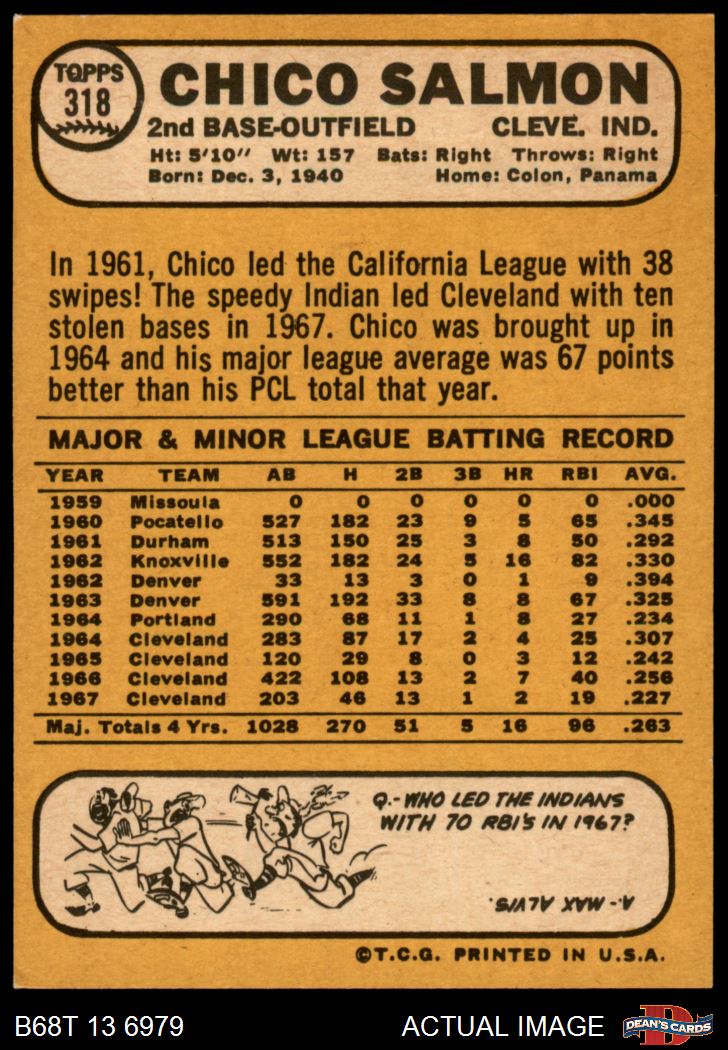 TOPPS
318
CHICO SALMON
2nd BASE-OUTFIELD CLEVE. IND.
Ht: 5'10" Wt: 157 Bats: Right Throws: Right
Born: Dec. 3, 1940 Home: Colon, Panama
In 1961, Chico led the California League with 38
swipes! The speedy Indian led Cleveland with ten
stolen bases in 1967. Chico was brought up in
1964 and his major league average was 67 points
better than his PCL total that year.
MAJOR & MINOR LEAGUE BATTING RECORD
YEAR TEAM AB H 2B 3B HR RBI AVG.
1959 Missoula 0 0 0 0 0 0 .000
1960 Pocatello 527 182 23 9 5 65 .345
1961 Durham 513 150 25 3 8 50 .292
1962 Knoxville 552 182 24 5 16 82 .330
1962 Denver 33 13 3 0 1 9 .394
1963 Denver 591 192 33 8 8 67 .325
1964 Portland 290 68 11 1 8 27 .234
1964 Cleveland 283 87 17 2 4 25 .307
1965 Cleveland 120 29 8 0 3 12 .242
1966 Cleveland 422 108 13 2 7 40 .256
1967 Cleveland 203 46 13 1 2 19 .227
Maj. Totals 4 Yrs. 1028 270 51 5 16 96 .263
Q.-WHO LED THE INDIANS
WITH 70 RBI'S IN 1967?
A.- MAX ALVIS.
©T.C.G. PRINTED IN U.S.A.
B68T 13 6979 ACTUAL IMAGE
D
DEAN'S CARDS